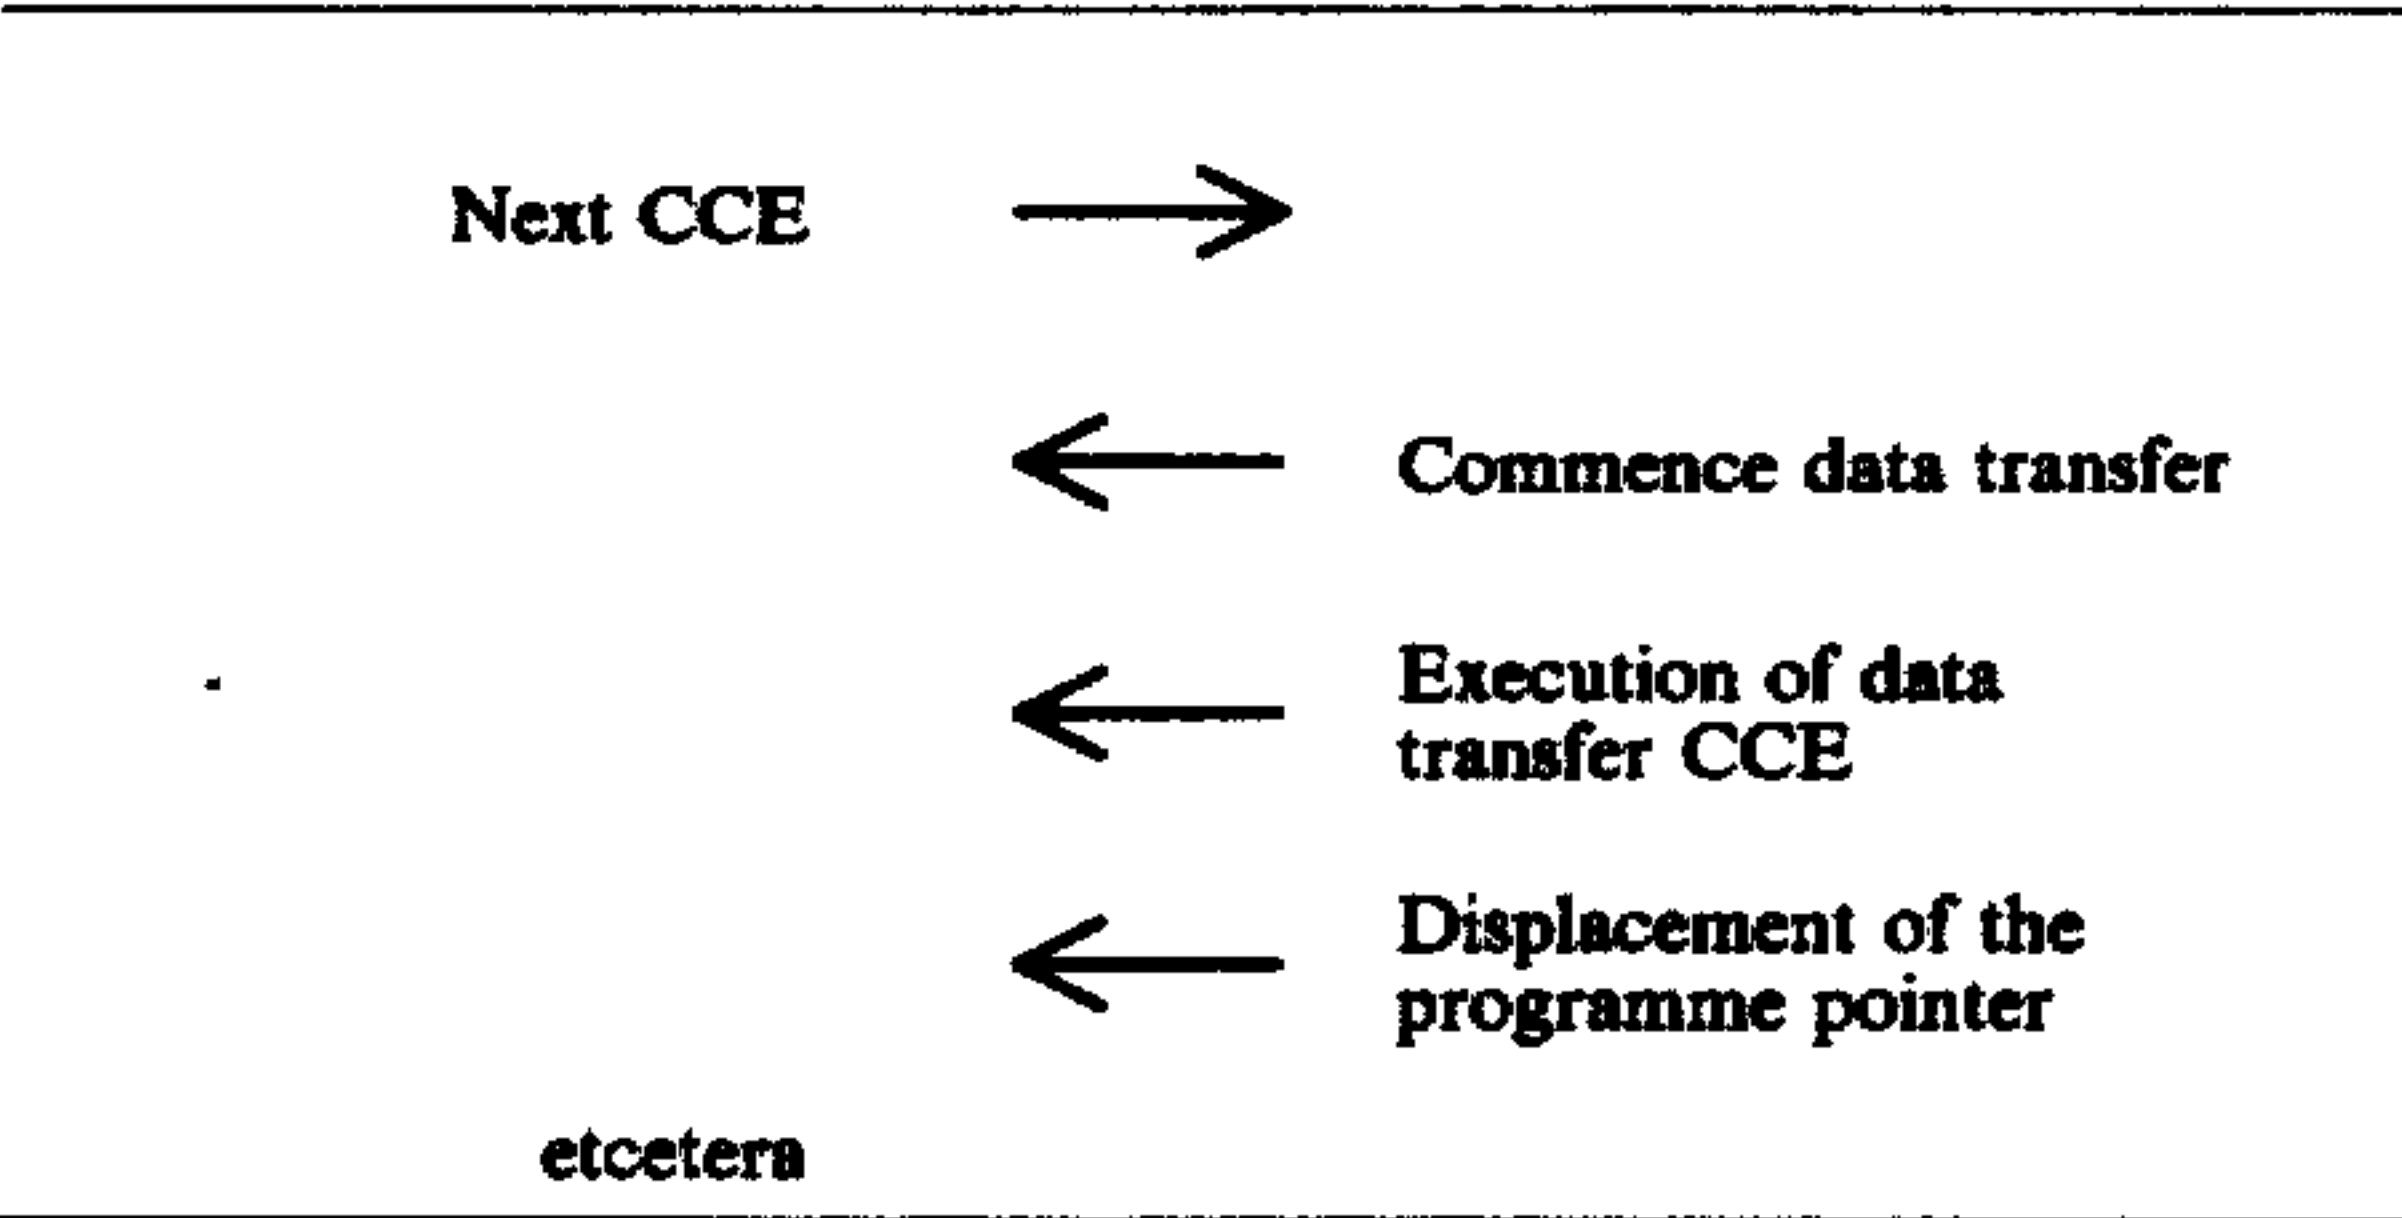 Next CCE
Commence data transfer
Execution of data
transfer CCE
Displacement of the
programme pointer
etcetera